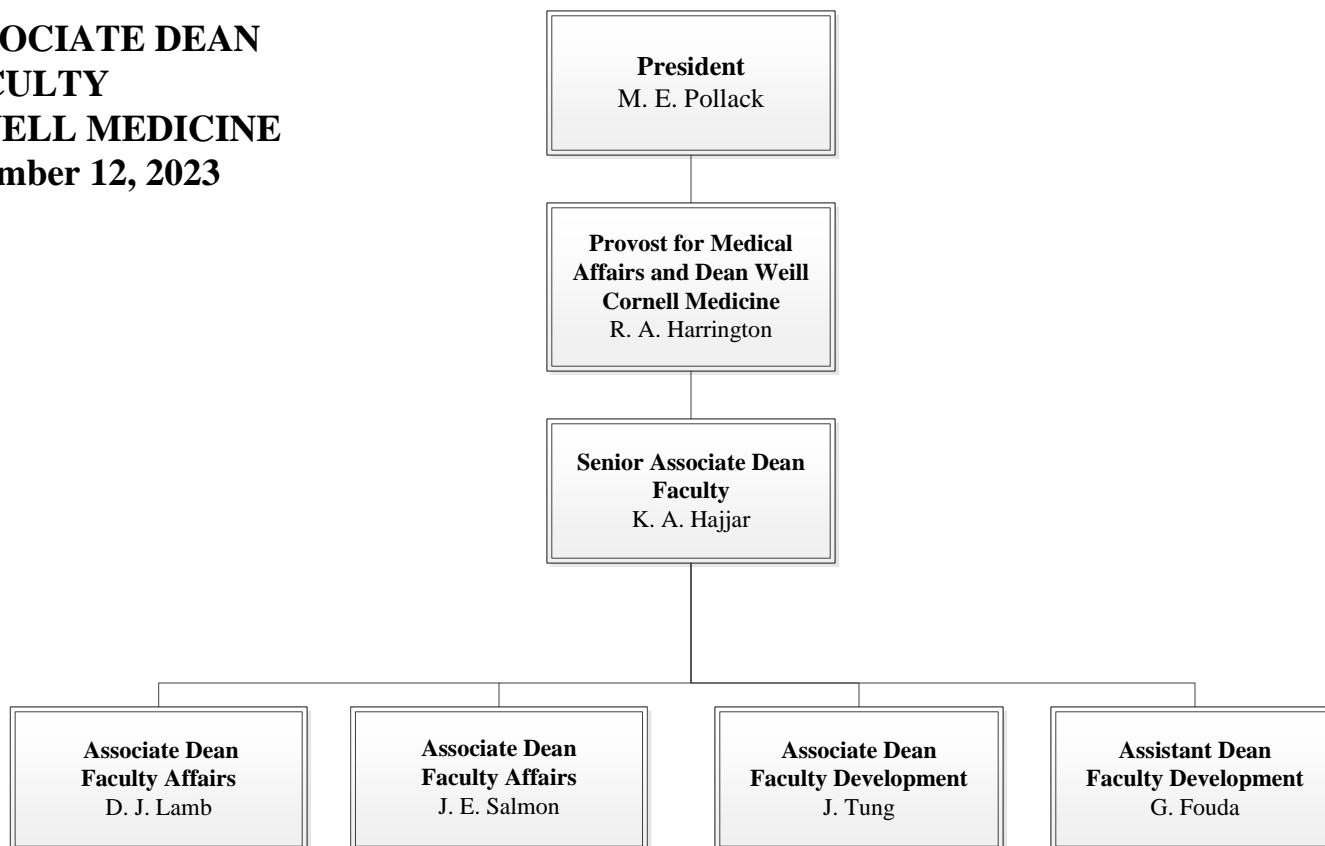 OCIATE DEAN
CULTY
ELL MEDICINE
mber 12, 2023
President
M. E. Pollack
Provost for Medical
Affairs and Dean Weill
Cornell Medicine
R. A. Harrington
Senior Associate Dean
Faculty
K. A. Hajjar
Associate Dean
Faculty Affairs
D. J. Lamb
Associate Dean
Faculty Affairs
J. E. Salmon
Associate Dean
Faculty Development
J. Tung
Assistant Dean
Faculty Development
G. Fouda